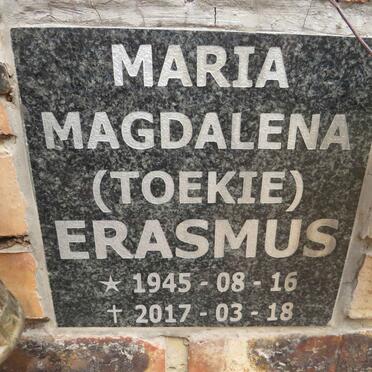 MARIA
MAGDALENA
(TOEKIE)
ERASMUS
★ 1945 - 08 - 16
† 2017 - 03 - 18